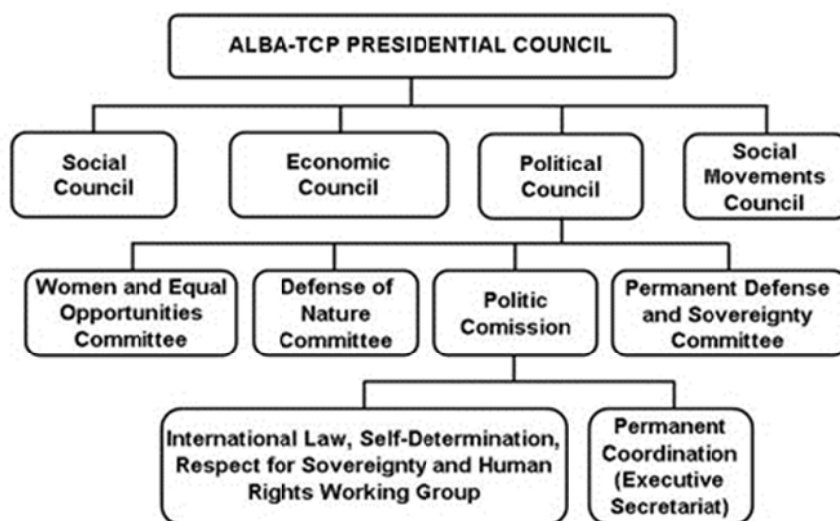 ALBA-TCP PRESIDENTIAL COUNCIL
Social
Council
Economic
Council
Political
Council
Social
Movements
Council
Women and Equal
Opportunities
Committee
Defense of
Nature
Committee
Politic
Comission
Permanent Defense
and Sovereignty
Committee
International Law, Self-Determination,
Respect for Sovereignty and Human
Rights Working Group
Permanent
Coordination
(Executive
Secretariat)